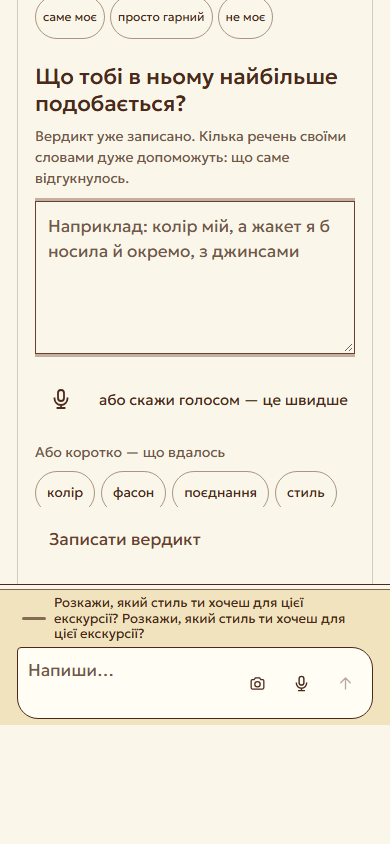 саме моє
просто гарний
не моє
Що тобі в ньому найбільше
подобається?
Вердикт уже записано. Кілька речень своїми
словами дуже допоможуть: що саме
відгукнулось.
Наприклад: колір мій, а жакет я б
носила й окремо, з джинсами
або скажи голосом — це швидше
Або коротко — що вдалось
колір
фасон
поєднання
стиль
Записати вердикт
Розкажи, який стиль ти хочеш для цієї
екскурсії? Розкажи, який стиль ти хочеш для
цієї екскурсії?
Напиши...